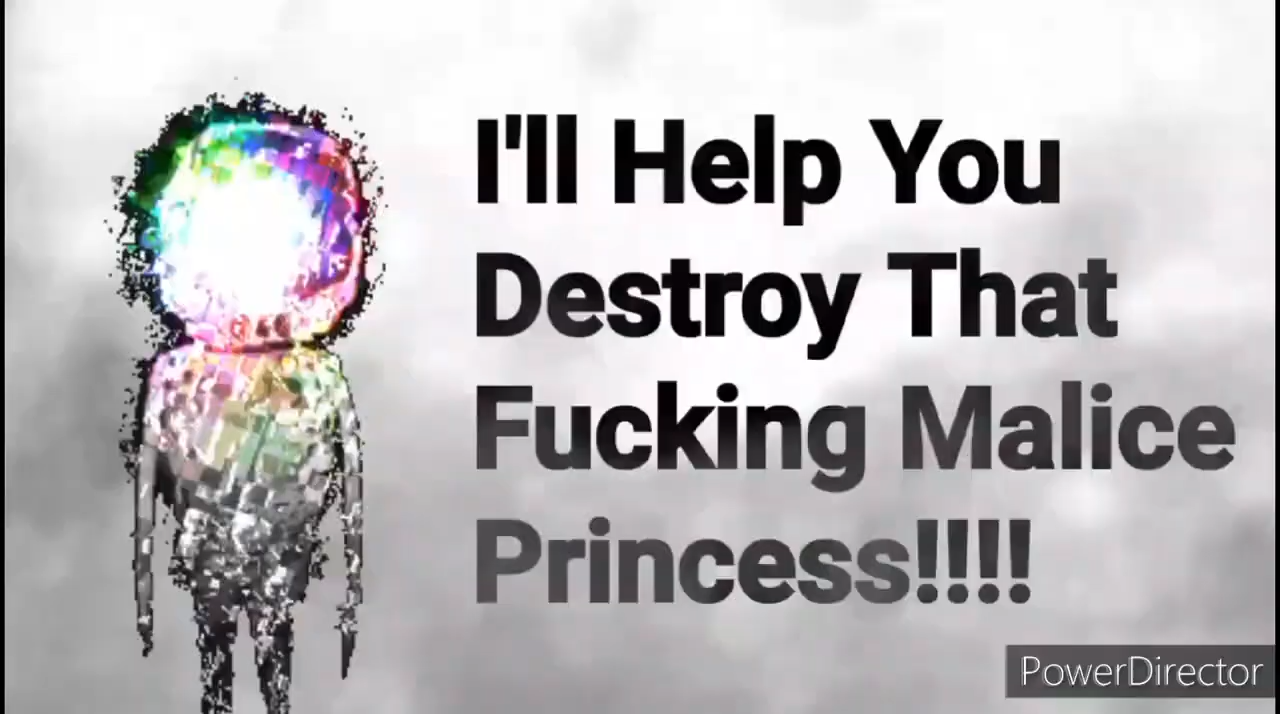 I'll Help You
Destroy That
Fucking Malice
Princess!!!!
PowerDirector